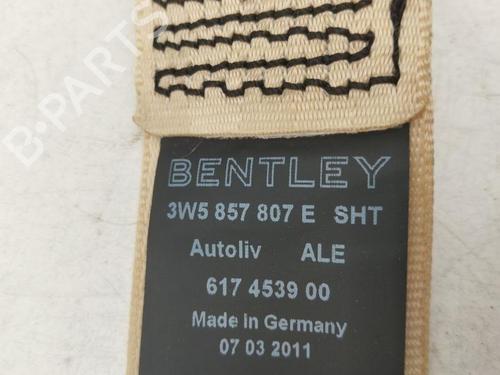 B-PARTS
BENTLEY
3W5 857 807 E SHT
Autoliv ALE
617 4539 00
Made in Germany
07 03 2011